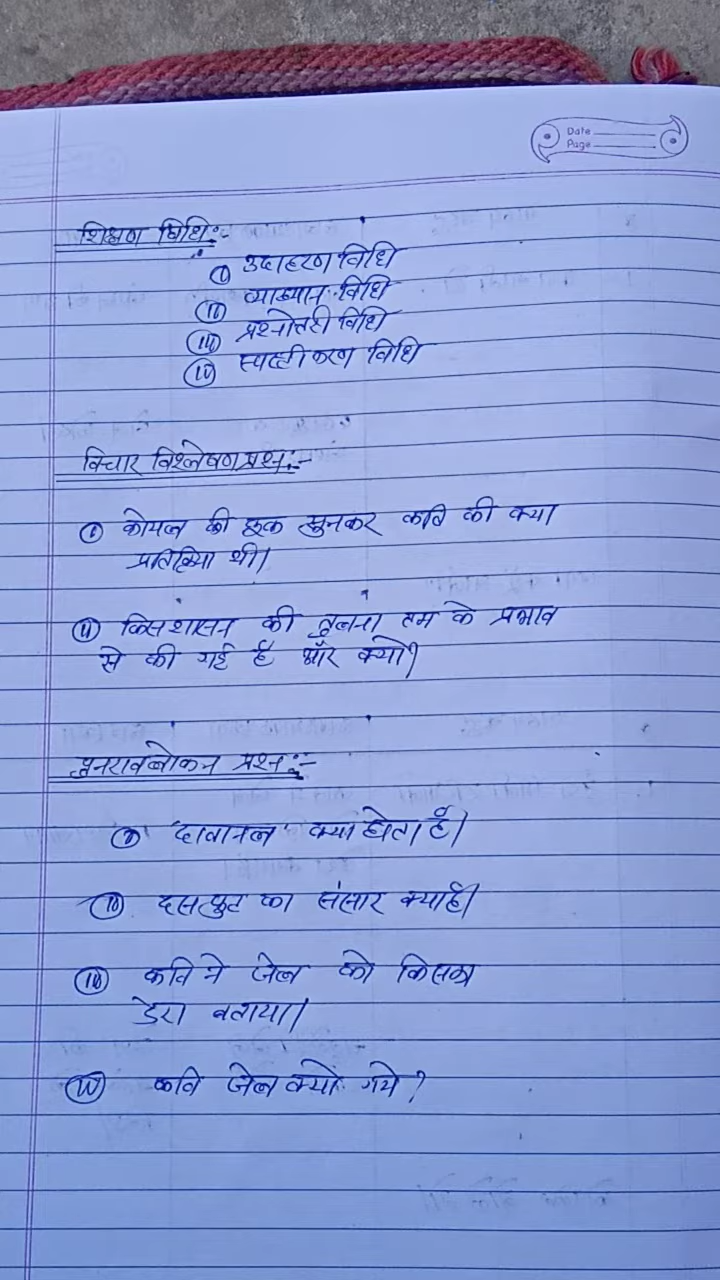 Date
Page
शिक्षण विधि:-
(i) उदाहरण विधि
(ii) व्याख्यान विधि
(iii) प्रश्नोत्तरी विधि
(iv) स्पष्टीकरण विधि
विचार विश्लेषण प्रश्न:-
(i) कोयल की हूक सुनकर कवि की क्या
प्रतिक्रिया थी।
(ii) किस शासन की तुलना तम के प्रभाव
से की गई है और क्यों?
पुनरावलोकन प्रश्न:-
(i) 'दावानल' क्या होता है।
(ii) दसफुट का संसार क्या है।
(iii) कवि ने जेल को किसका
डेरा बताया।
(iv) कवि जेल क्यों गये?